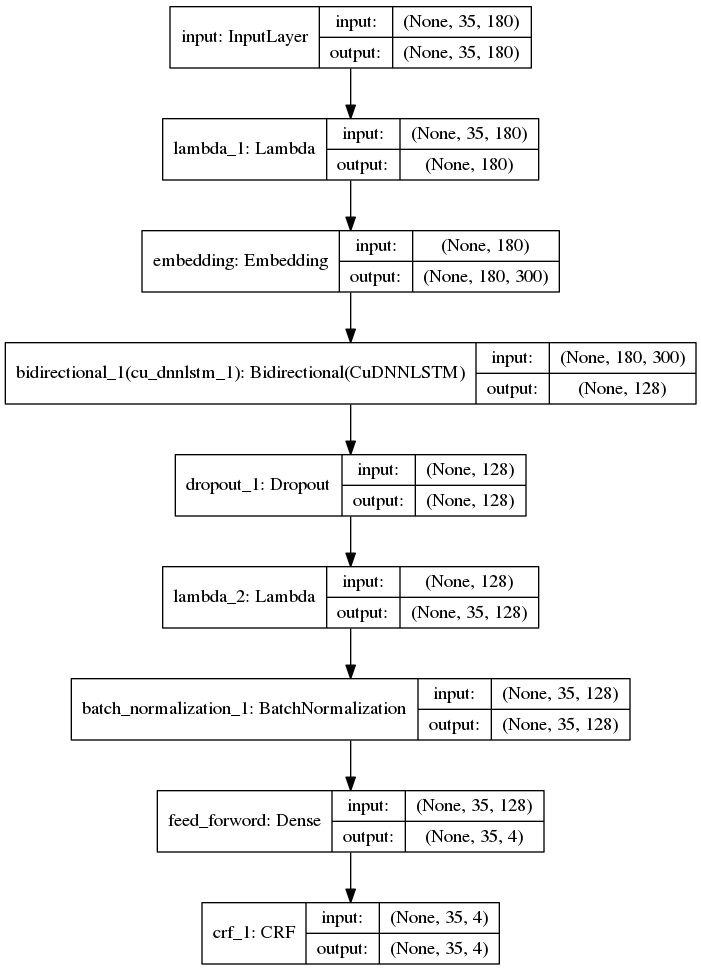 input: InputLayer
input: (None, 35, 180)
output: (None, 35, 180)
lambda_1: Lambda
input: (None, 35, 180)
output: (None, 180)
embedding: Embedding
input: (None, 180)
output: (None, 180, 300)
bidirectional_1(cu_dnnlstm_1): Bidirectional(CuDNNLSTM)
input: (None, 180, 300)
output: (None, 128)
dropout_1: Dropout
input: (None, 128)
output: (None, 128)
lambda_2: Lambda
input: (None, 128)
output: (None, 35, 128)
batch_normalization_1: BatchNormalization
input: (None, 35, 128)
output: (None, 35, 128)
feed_forword: Dense
input: (None, 35, 128)
output: (None, 35, 4)
crf_1: CRF
input: (None, 35, 4)
output: (None, 35, 4)